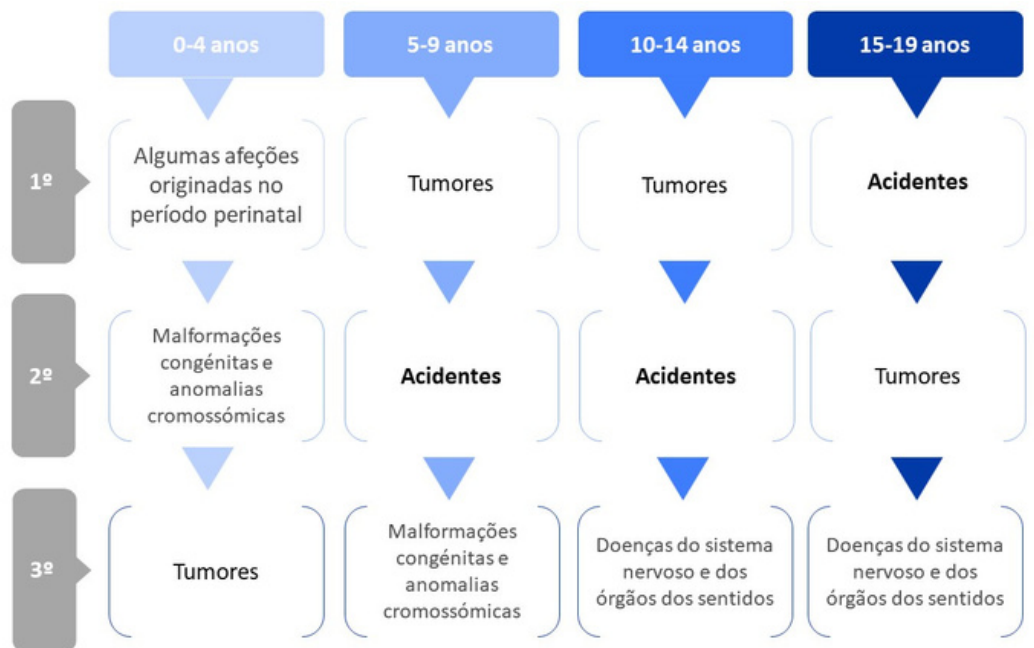 0-4 anos
5-9 anos
10-14 anos
15-19 anos
1º
Algumas afeções
originadas no
período perinatal
Tumores
Tumores
Acidentes
2º
Malformações
congénitas e
anomalias
cromossómicas
Acidentes
Acidentes
Tumores
3º
Tumores
Malformações
congénitas e
anomalias
cromossómicas
Doenças do sistema
nervoso e dos
órgãos dos sentidos
Doenças do sistema
nervoso e dos
órgãos dos sentidos